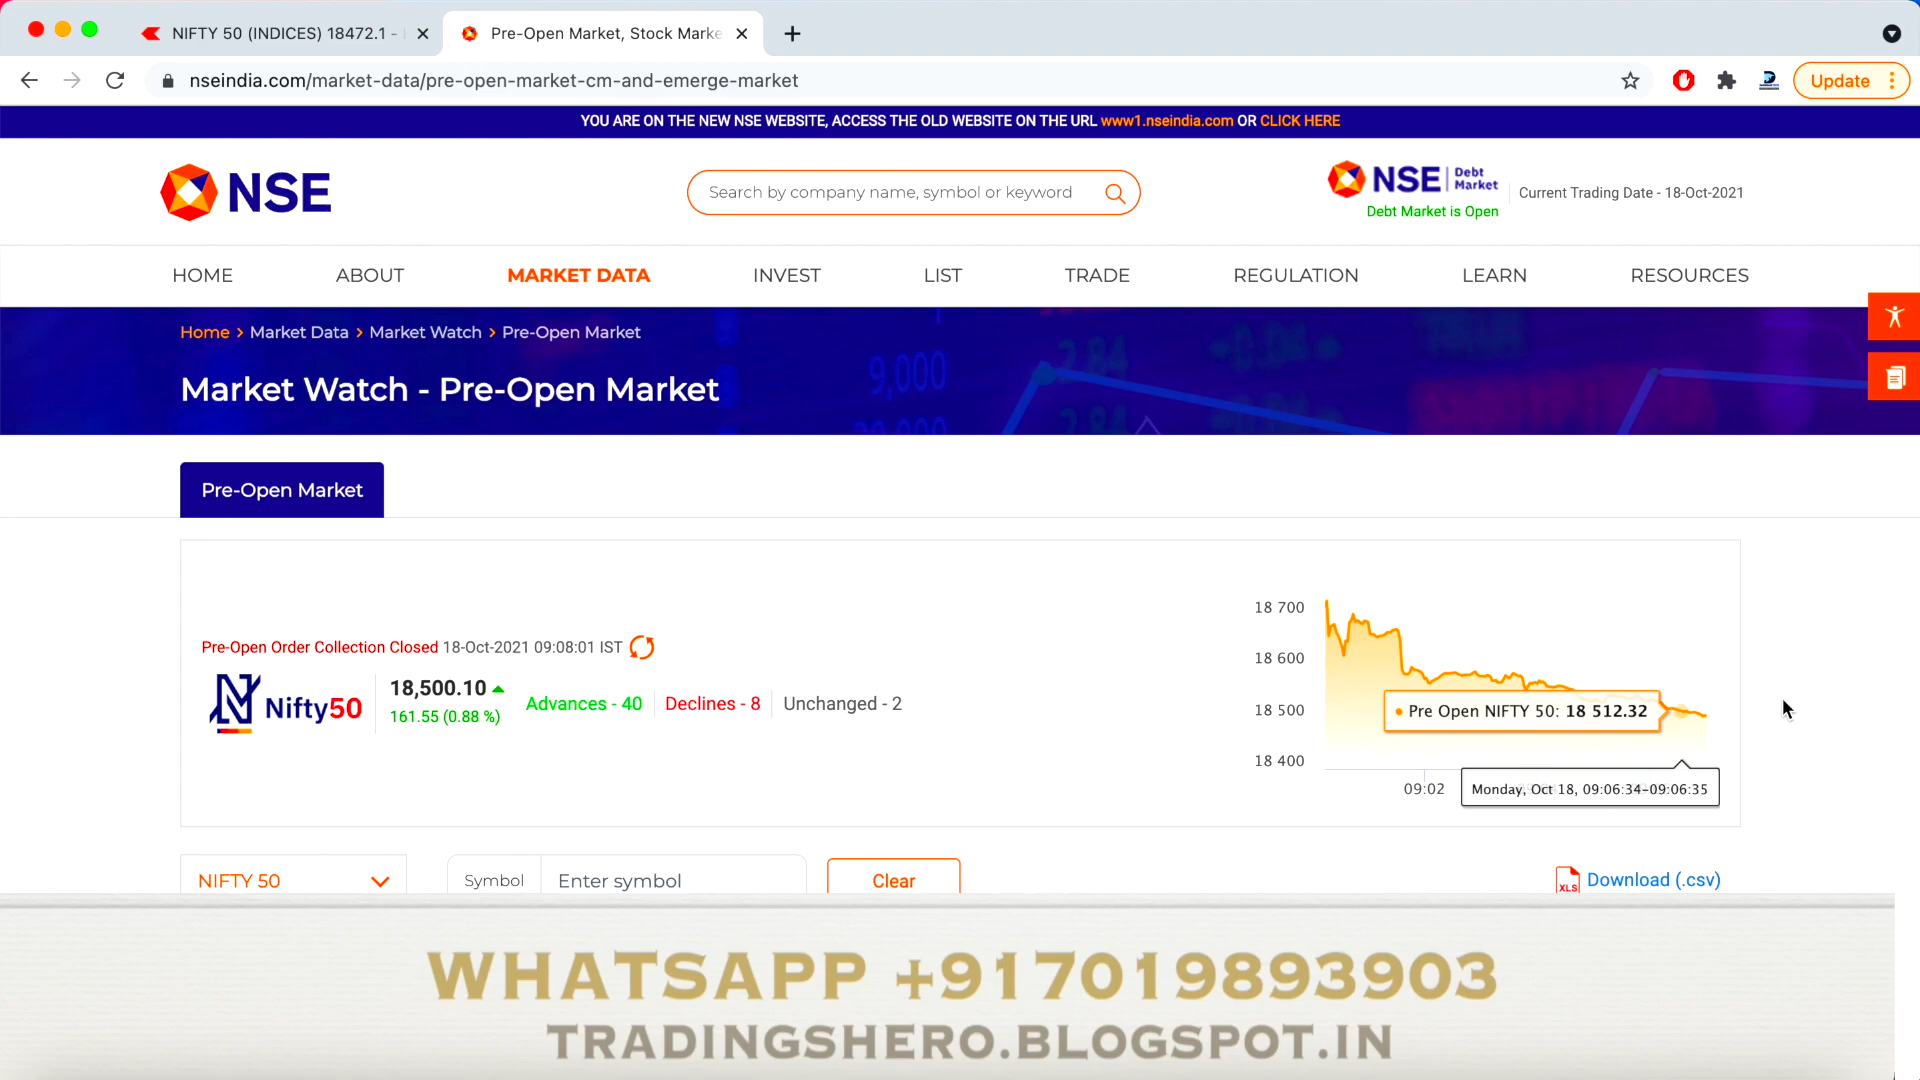 NIFTY 50 (INDICES) 18472.1 -
Pre-Open Market, Stock Marke
nseindia.com/market-data/pre-open-market-cm-and-emerge-market
Update
YOU ARE ON THE NEW NSE WEBSITE, ACCESS THE OLD WEBSITE ON THE URL www1.nseindia.com OR CLICK HERE
NSE
Search by company name, symbol or keyword
NSE Debt Market
Debt Market is Open
Current Trading Date - 18-Oct-2021
HOME ABOUT MARKET DATA INVEST LIST TRADE REGULATION LEARN RESOURCES
Home > Market Data > Market Watch > Pre-Open Market
9,000
2.84
Market Watch - Pre-Open Market
Pre-Open Market
Pre-Open Order Collection Closed 18-Oct-2021 09:08:01 IST
Nifty50
18,500.10
161.55 (0.88 %)
Advances - 40
Declines - 8
Unchanged - 2
18 700
18 600
18 500
18 400
Pre Open NIFTY 50: 18 512.32
09:02
Monday, Oct 18, 09:06:34-09:06:35
NIFTY 50
Symbol
Enter symbol
Clear
XLS
Download (.csv)
WHATSAPP +917019893903
TRADINGSHERO.BLOGSPOT.IN